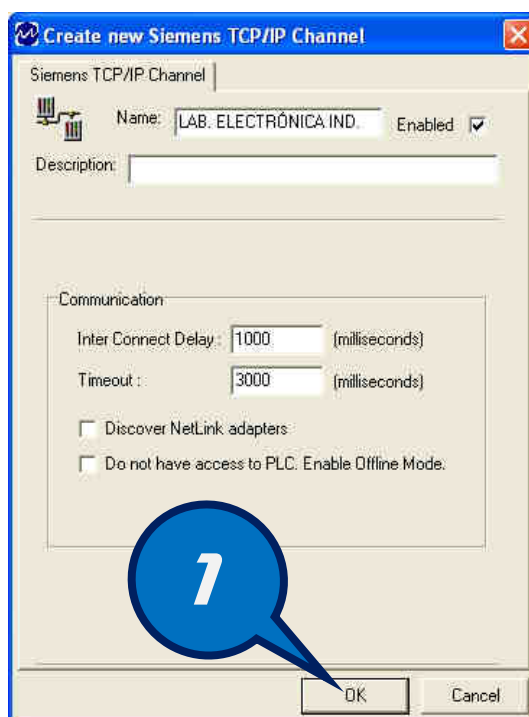 Create new Siemens TCP/IP Channel
Siemens TCP/IP Channel
Name: LAB. ELECTRÓNICA IND. Enabled
Description:
Communication
Inter Connect Delay : 1000 (milliseconds)
Timeout : 3000 (milliseconds)
Discover NetLink adapters
Do not have access to PLC. Enable Offline Mode.
7
OK Cancel